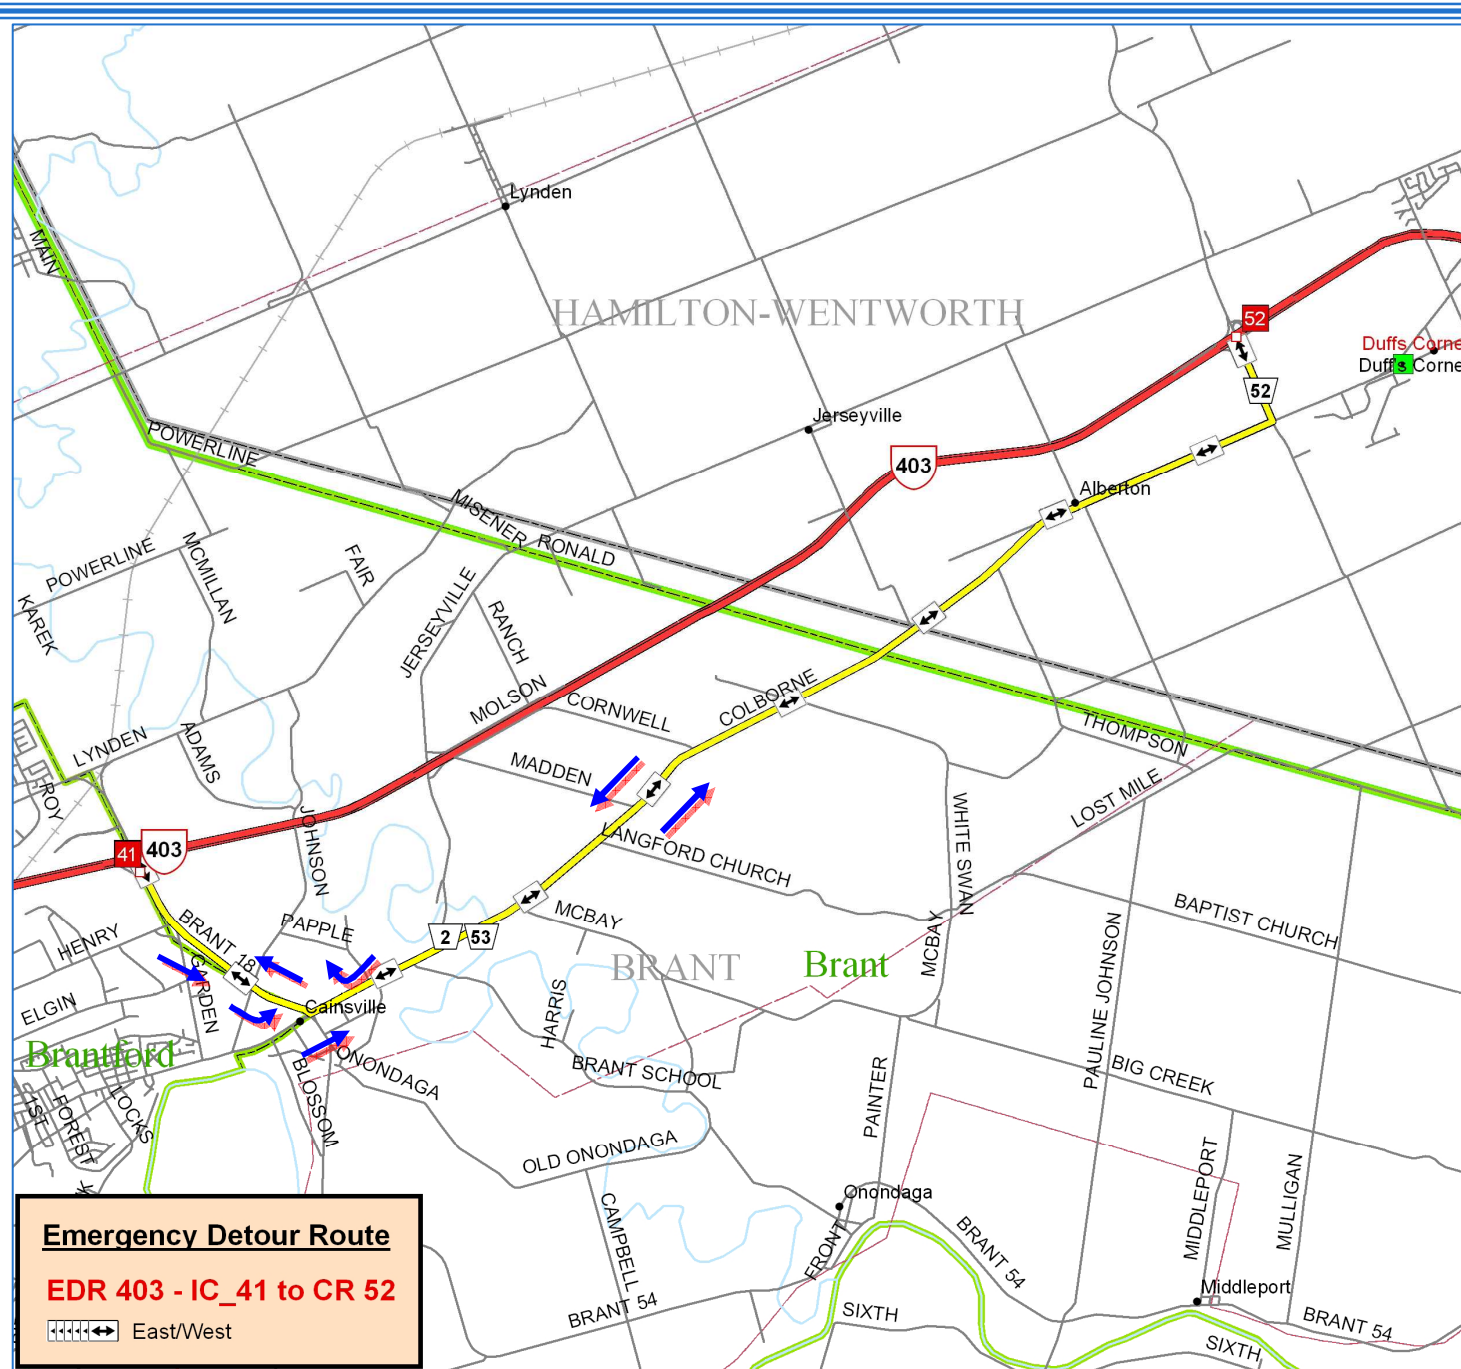 Lynden
MAIN
HAMILTON-WENTWORTH
52
Duffs Corne
Duffs Corne
52
Jerseyville
POWERLINE
403
Alberton
MISENER
RONALD
POWERLINE
MCMILLAN
FAIR
KAREK
JERSEYVILLE
RANCH
MOLSON
CORNWELL
COLBORNE
THOMPSON
LYNDEN
ADAMS
MADDEN
ROY
JOHNSON
WHITE SWAN
LOST MILE
41
403
LANGFORD CHURCH
HENRY
BRANT 18
PAPPLE
2
53
MCBAY
MCBAY
BAPTIST CHURCH
BRANT
Brant
PAULINE JOHNSON
ELGIN
GARDEN
Cainsville
HARRIS
Brantford
ONONDAGA
BRANT SCHOOL
BIG CREEK
1ST
FOREST
LOCKS
BLOSSOM
PAINTER
OLD ONONDAGA
MIDDLEPORT
MULLIGAN
Onondaga
CAMPBELL
FRONT
BRANT 54
Middleport
BRANT 54
SIXTH
BRANT 54
SIXTH
Emergency Detour Route
EDR 403 - IC_41 to CR 52
East/West